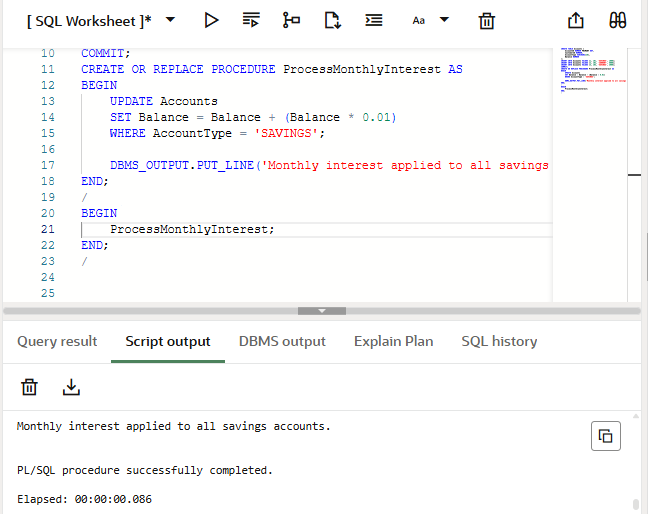 [ SQL Worksheet ]*
Aa
10 COMMIT;
11 CREATE OR REPLACE PROCEDURE ProcessMonthlyInterest AS
12 BEGIN
13 UPDATE Accounts
14 SET Balance = Balance + (Balance * 0.01)
15 WHERE AccountType = 'SAVINGS';
16
17 DBMS_OUTPUT.PUT_LINE('Monthly interest applied to all savings
18 END;
19 /
20 BEGIN
21 ProcessMonthlyInterest;
22 END;
23 /
24
25
Query result Script output DBMS output Explain Plan SQL history
Monthly interest applied to all savings accounts.
PL/SQL procedure successfully completed.
Elapsed: 00:00:00.086